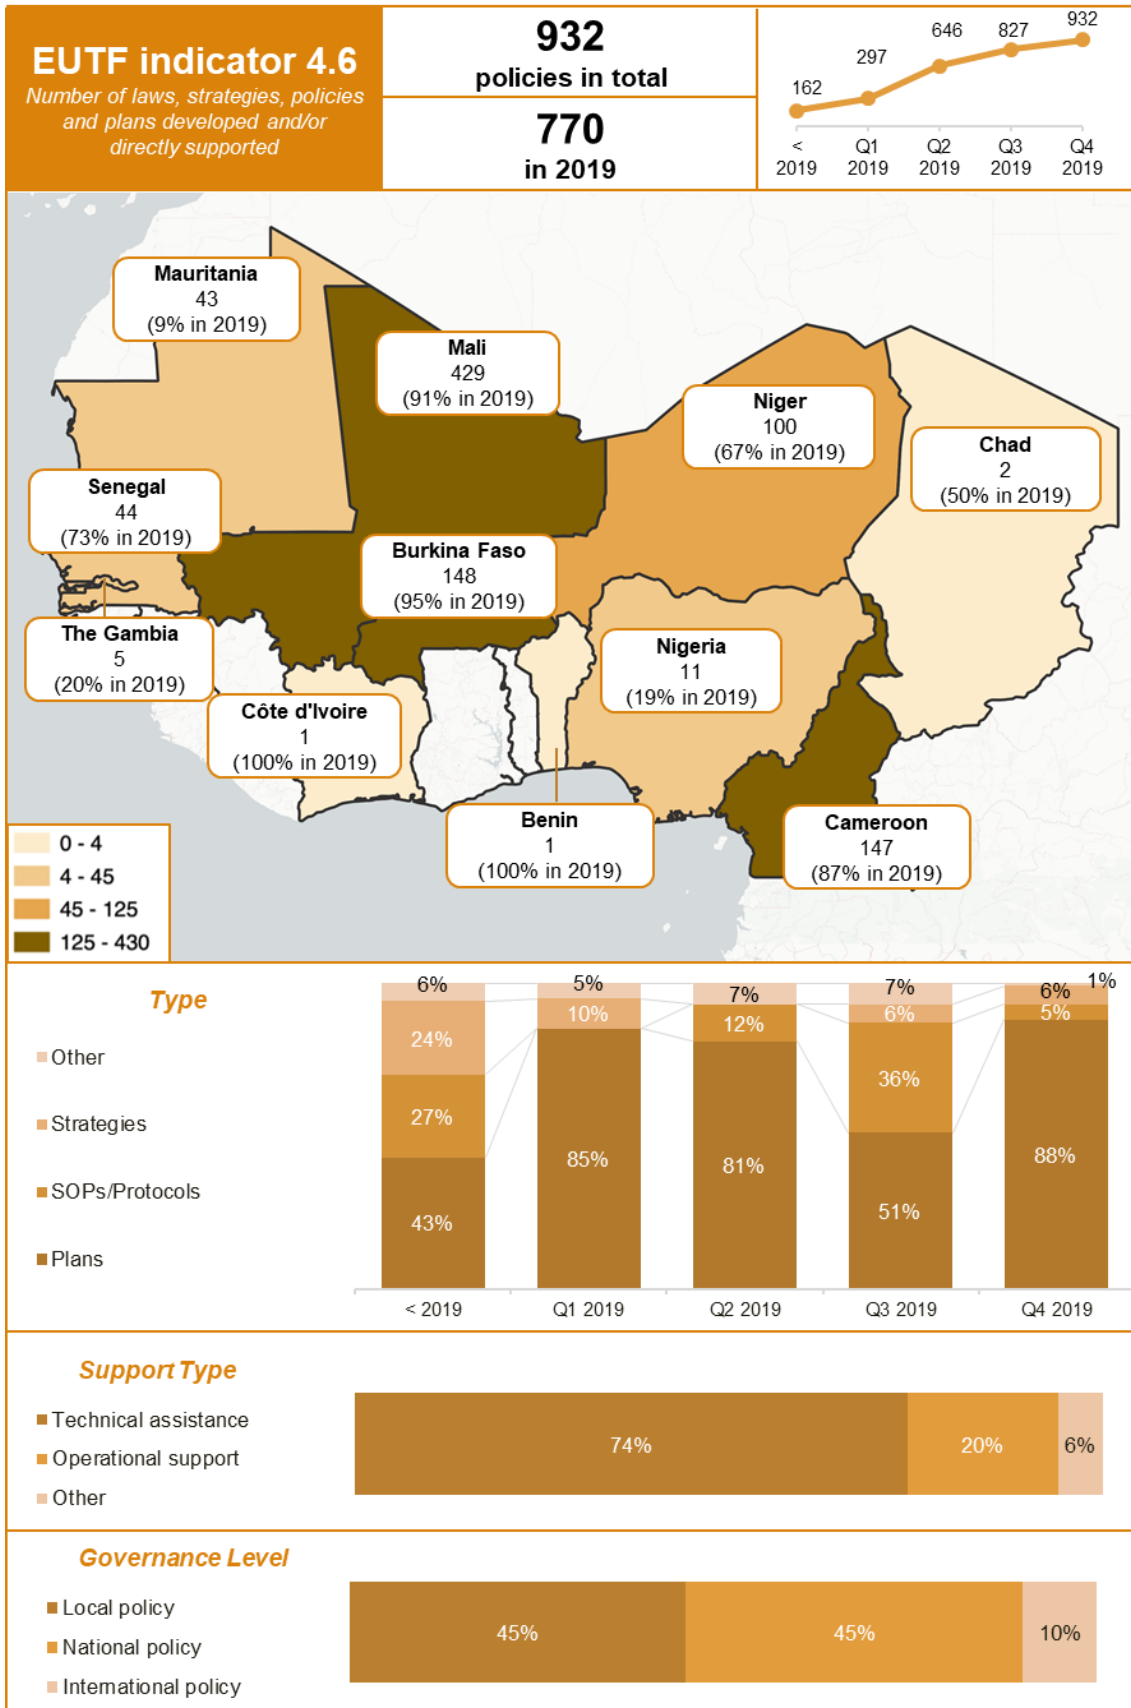 EUTF indicator 4.6
Number of laws, strategies, policies
and plans developed and/or
directly supported
932
policies in total
770
in 2019
162
297
646
827
932
<
2019
Q1
2019
Q2
2019
Q3
2019
Q4
2019
Mauritania
43
(9% in 2019)
Mali
429
(91% in 2019)
Niger
100
(67% in 2019)
Chad
2
(50% in 2019)
Senegal
44
(73% in 2019)
Burkina Faso
148
(95% in 2019)
The Gambia
5
(20% in 2019)
Nigeria
11
(19% in 2019)
Côte d'Ivoire
1
(100% in 2019)
Benin
1
(100% in 2019)
Cameroon
147
(87% in 2019)
0 - 4
4 - 45
45 - 125
125 - 430
Type
Other
Strategies
SOPs/Protocols
Plans
6%
24%
27%
43%
5%
10%
85%
7%
12%
81%
7%
6%
36%
51%
1%
6%
5%
88%
< 2019
Q1 2019
Q2 2019
Q3 2019
Q4 2019
Support Type
Technical assistance
Operational support
Other
74%
20%
6%
Governance Level
Local policy
National policy
International policy
45%
45%
10%